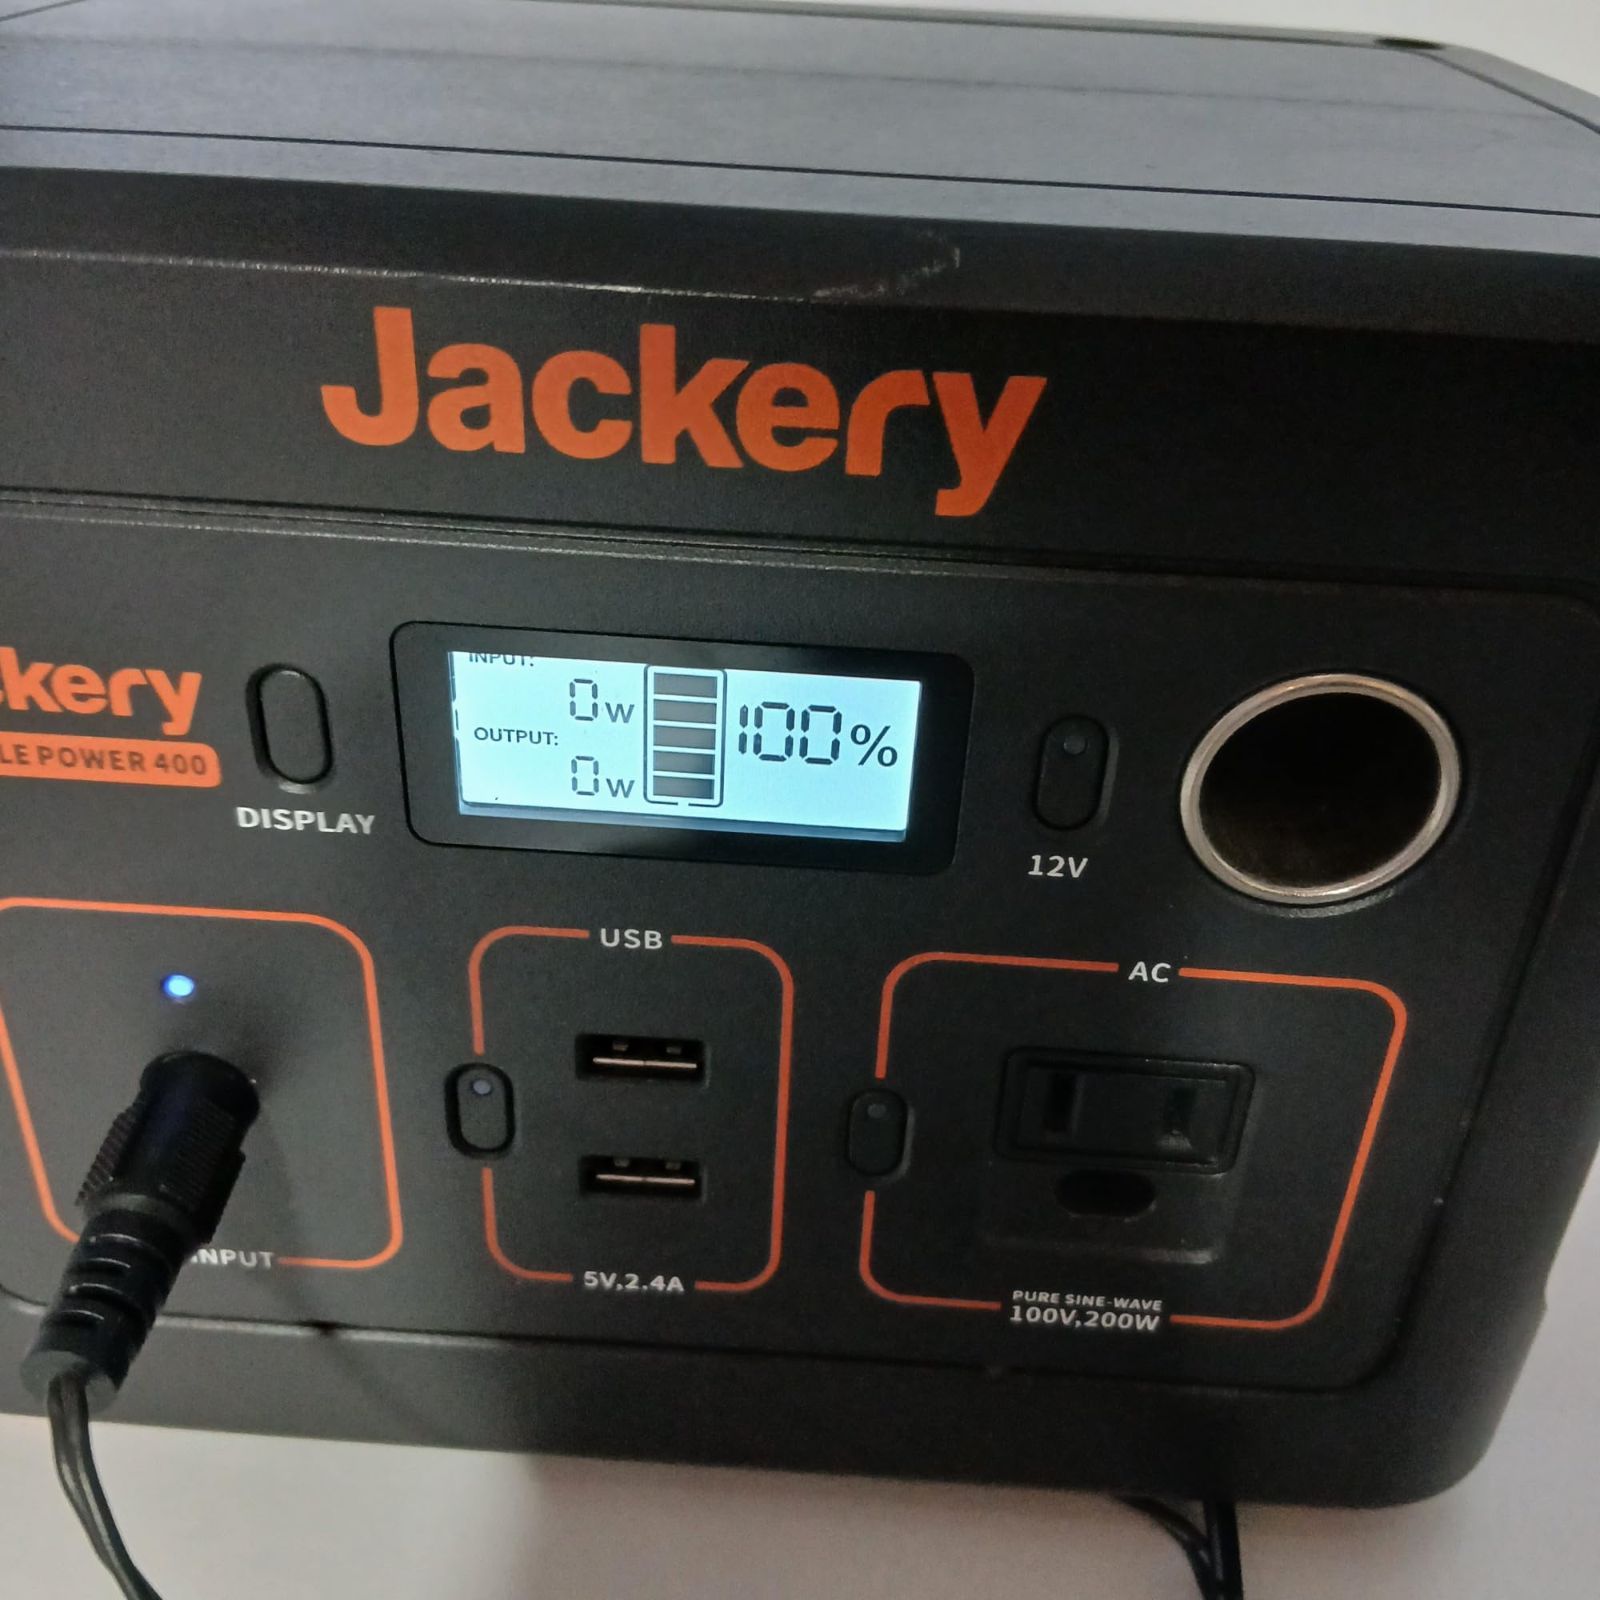 Jackery
ckery
LE POWER 400
DISPLAY
INPUT:
0W
OUTPUT:
0W
100%
12V
INPUT
USB
5V,2.4A
AC
PURE SINE-WAVE
100V,200W